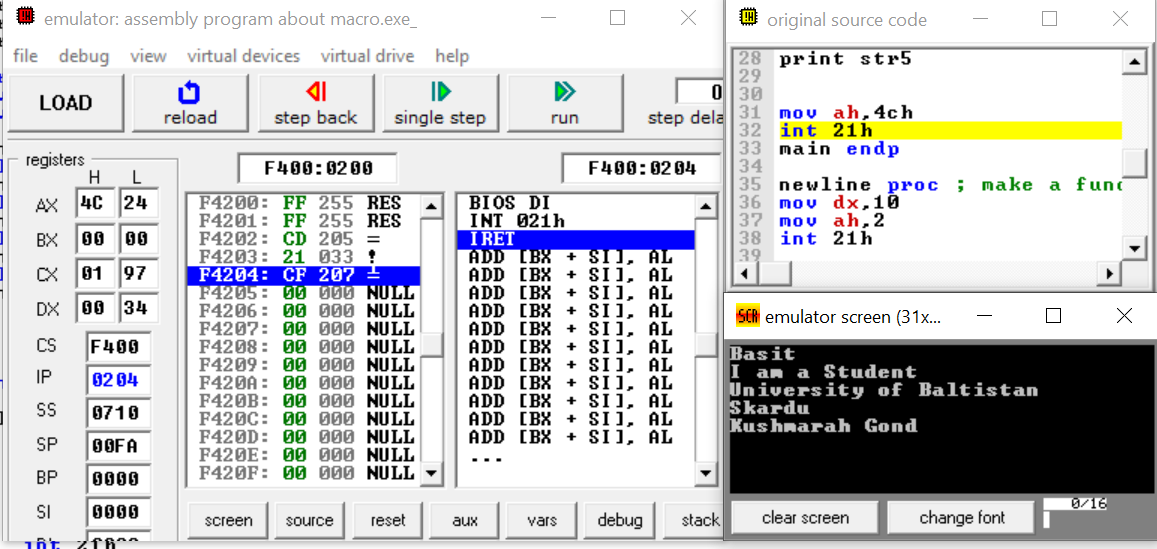 emulator: assembly program about macro.exe_
file debug view virtual devices virtual drive help
LOAD
reload
step back
single step
run
step dela
0
registers
F400:0200
F400:0204
H L
AX 4C 24
BX 00 00
CX 01 97
DX 00 34
CS F400
IP 0204
SS 0710
SP 00FA
BP 0000
SI 0000
F4200: FF 255 RES
F4201: FF 255 RES
F4202: CD 205 =
F4203: 21 033 !
F4204: CF 207 ╧
F4205: 00 000 NULL
F4206: 00 000 NULL
F4207: 00 000 NULL
F4208: 00 000 NULL
F4209: 00 000 NULL
F420A: 00 000 NULL
F420B: 00 000 NULL
F420C: 00 000 NULL
F420D: 00 000 NULL
F420E: 00 000 NULL
F420F: 00 000 NULL
BIOS DI
INT 021h
IRET
ADD [BX + SI], AL
ADD [BX + SI], AL
ADD [BX + SI], AL
ADD [BX + SI], AL
ADD [BX + SI], AL
ADD [BX + SI], AL
ADD [BX + SI], AL
ADD [BX + SI], AL
ADD [BX + SI], AL
ADD [BX + SI], AL
ADD [BX + SI], AL
...
screen source reset aux vars debug stack
original source code
28 print str5
29
30
31 mov ah,4ch
32 int 21h
33 main endp
34
35 newline proc ; make a func
36 mov dx,10
37 mov ah,2
38 int 21h
39
emulator screen (31x...
Basit
I am a Student
University of Baltistan
Skardu
Kushmarah Gond
clear screen
change font
0/16